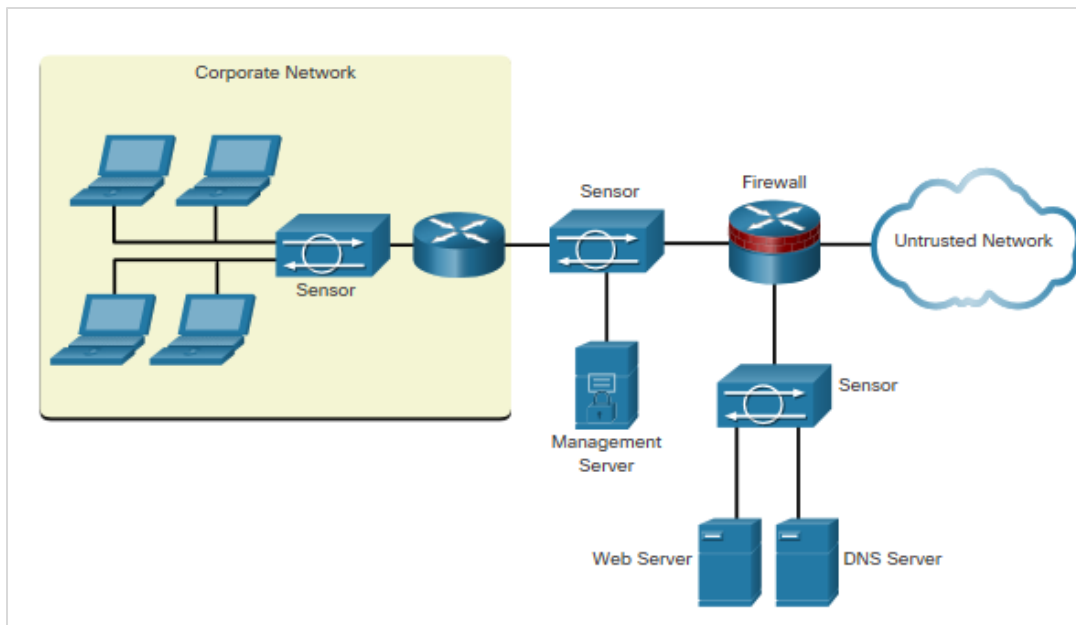 Corporate Network
Sensor
Sensor
Firewall
Untrusted Network
Management
Server
Sensor
Web Server
DNS Server